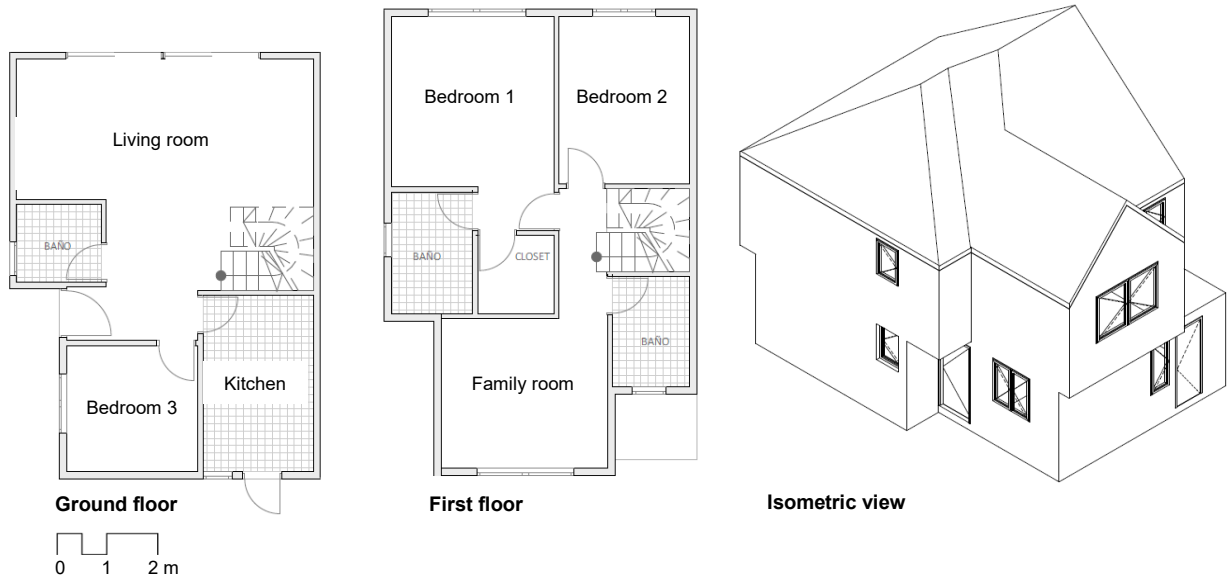 Living room
BAÑO
Bedroom 3
Kitchen
Ground floor
0 1 2 m
Bedroom 1
Bedroom 2
BAÑO
CLOSET
BAÑO
Family room
First floor
Isometric view